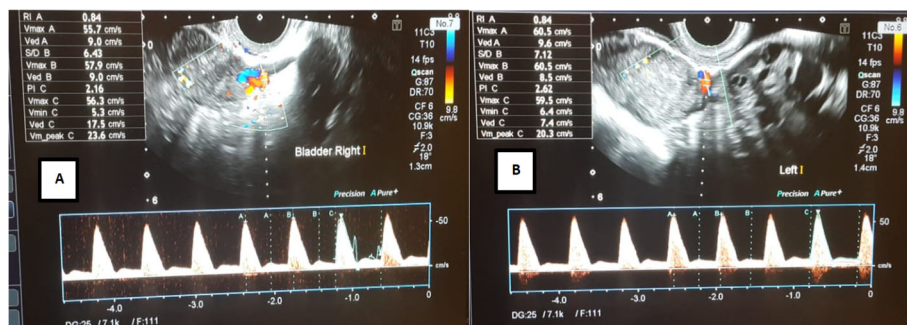 RI A 0.84
Vmax A 55.7 cm/s
Ved A 9.0 cm/s
S/D B 6.43
Vmax B 57.9 cm/s
Ved B 9.0 cm/s
PI C 2.16
Vmax C 56.3 cm/s
Vmin C 5.3 cm/s
Ved C 17.5 cm/s
Vm_peak C 23.6 cm/s
9.8
No.7
T
11C3
T10
14 fps
Qscan
G:87
DR:70
9.8
cm/s
CF 6
CG:36
10.9k
F:3
2.0
18°
1.3cm
0
6
Bladder Right I
A
Precision APure+
A A B B C
-50
cm/s
-4.0 -3.0 -2.0 -1.0 0
DG:25 /7.1k /F:111
RI A 0.84
Vmax A 60.5 cm/s
Ved A 9.6 cm/s
S/D B 7.12
Vmax B 60.5 cm/s
Ved B 8.5 cm/s
PI C 2.62
Vmax C 59.5 cm/s
Vmin C 6.4 cm/s
Ved C 7.4 cm/s
Vm_peak C 20.3 cm/s
9.8
No.6
T
11C3
T10
14 fps
Qscan
G:87
DR:70
9.8
cm/s
CF 6
CG:36
10.9k
F:3
2.0
18°
1.4cm
0
6
Left I
B
Precision APure+
A A B B C
50
cm/s
-4.0 -3.0 -2.0 -1.0 0
DG:25 /7.1k /F:111